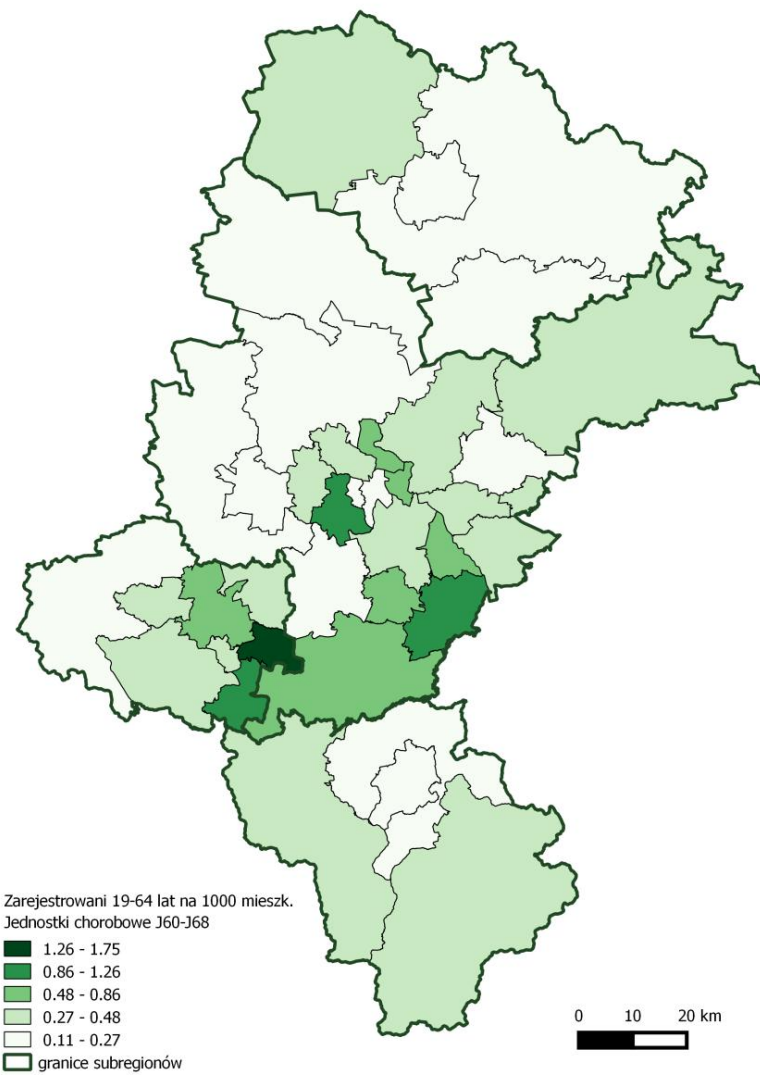 Zarejestrowani 19-64 lat na 1000 mieszk.
Jednostki chorobowe J60-J68
1.26 - 1.75
0.86 - 1.26
0.48 - 0.86
0.27 - 0.48
0.11 - 0.27
granice subregionów
0 10 20 km